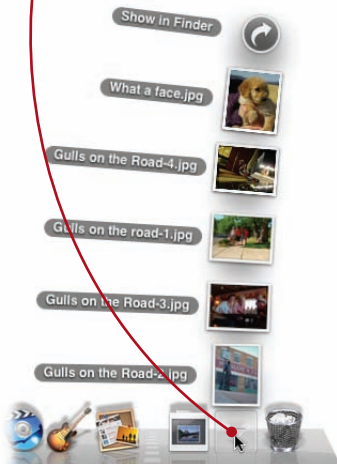 Show in Finder
What a face.jpg
Gulls on the Road-4.jpg
Gulls on the road-1.jpg
Gulls on the Road-3.jpg
Gulls on the Road-2.jpg